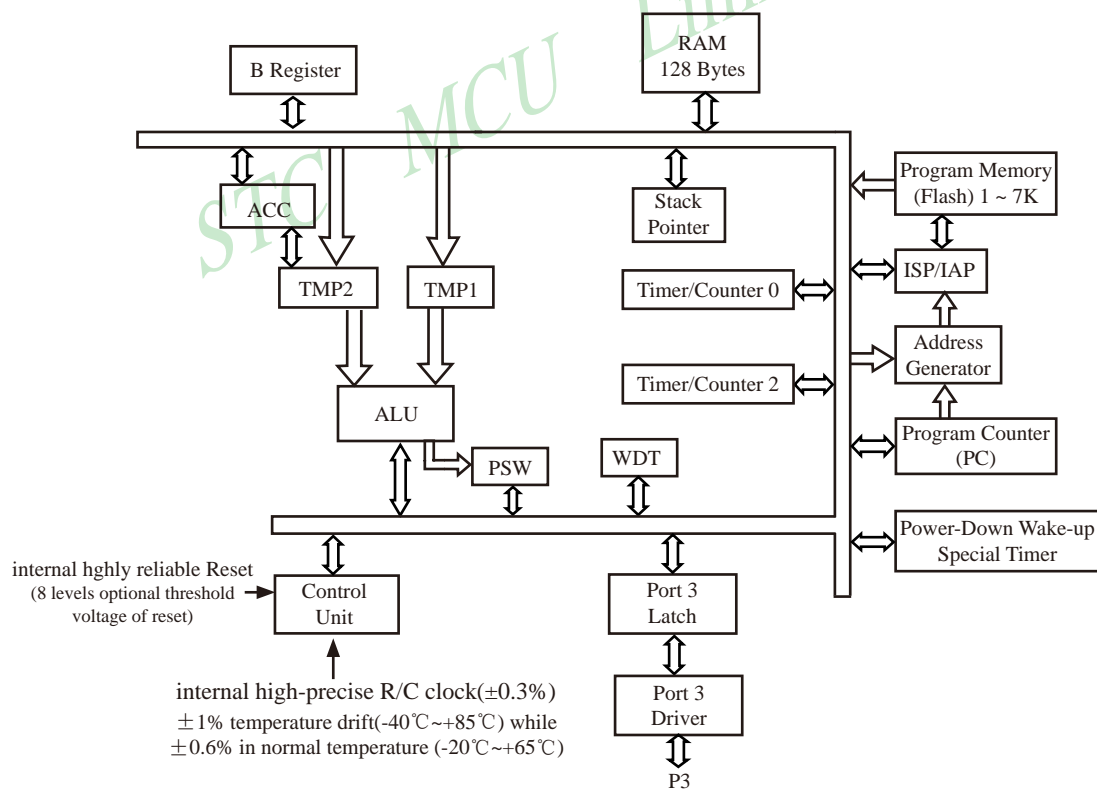 STC MCU Limi
B Register
RAM
128 Bytes
ACC
Stack
Pointer
Program Memory
(Flash) 1 ~ 7K
TMP2
TMP1
Timer/Counter 0
ISP/IAP
Address
Generator
Timer/Counter 2
ALU
PSW
WDT
Program Counter
(PC)
Power-Down Wake-up
Special Timer
internal hghly reliable Reset
(8 levels optional threshold
voltage of reset)
Control
Unit
Port 3
Latch
internal high-precise R/C clock(±0.3%)
±1% temperature drift(-40℃~+85℃) while
±0.6% in normal temperature (-20℃~+65℃)
Port 3
Driver
P3